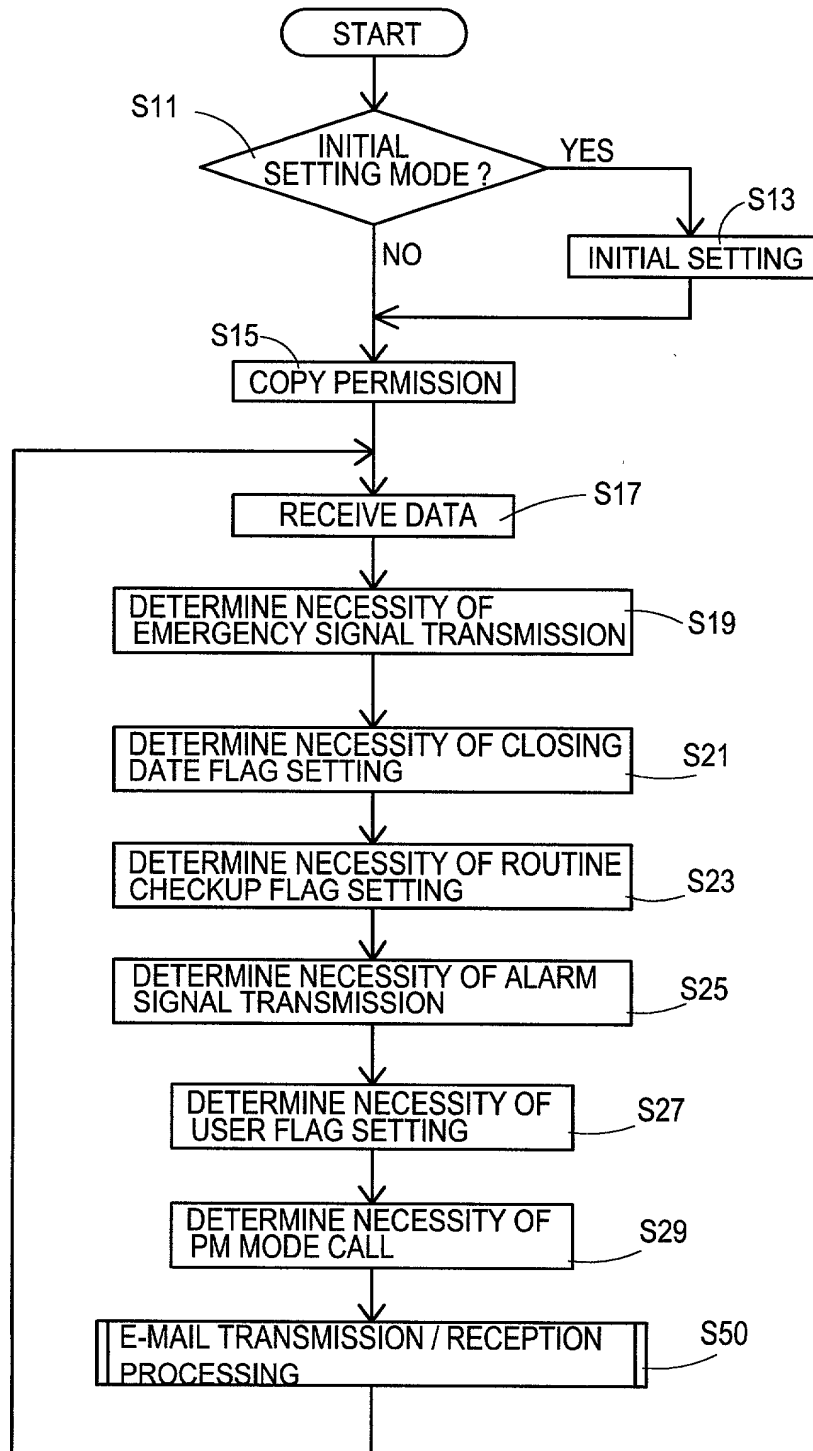 START
S11
INITIAL
SETTING MODE ?
YES
S13
INITIAL SETTING
NO
S15
COPY PERMISSION
S17
RECEIVE DATA
DETERMINE NECESSITY OF
EMERGENCY SIGNAL TRANSMISSION
S19
DETERMINE NECESSITY OF CLOSING
DATE FLAG SETTING
S21
DETERMINE NECESSITY OF ROUTINE
CHECKUP FLAG SETTING
S23
DETERMINE NECESSITY OF ALARM
SIGNAL TRANSMISSION
S25
DETERMINE NECESSITY OF
USER FLAG SETTING
S27
DETERMINE NECESSITY OF
PM MODE CALL
S29
E-MAIL TRANSMISSION / RECEPTION
PROCESSING
S50